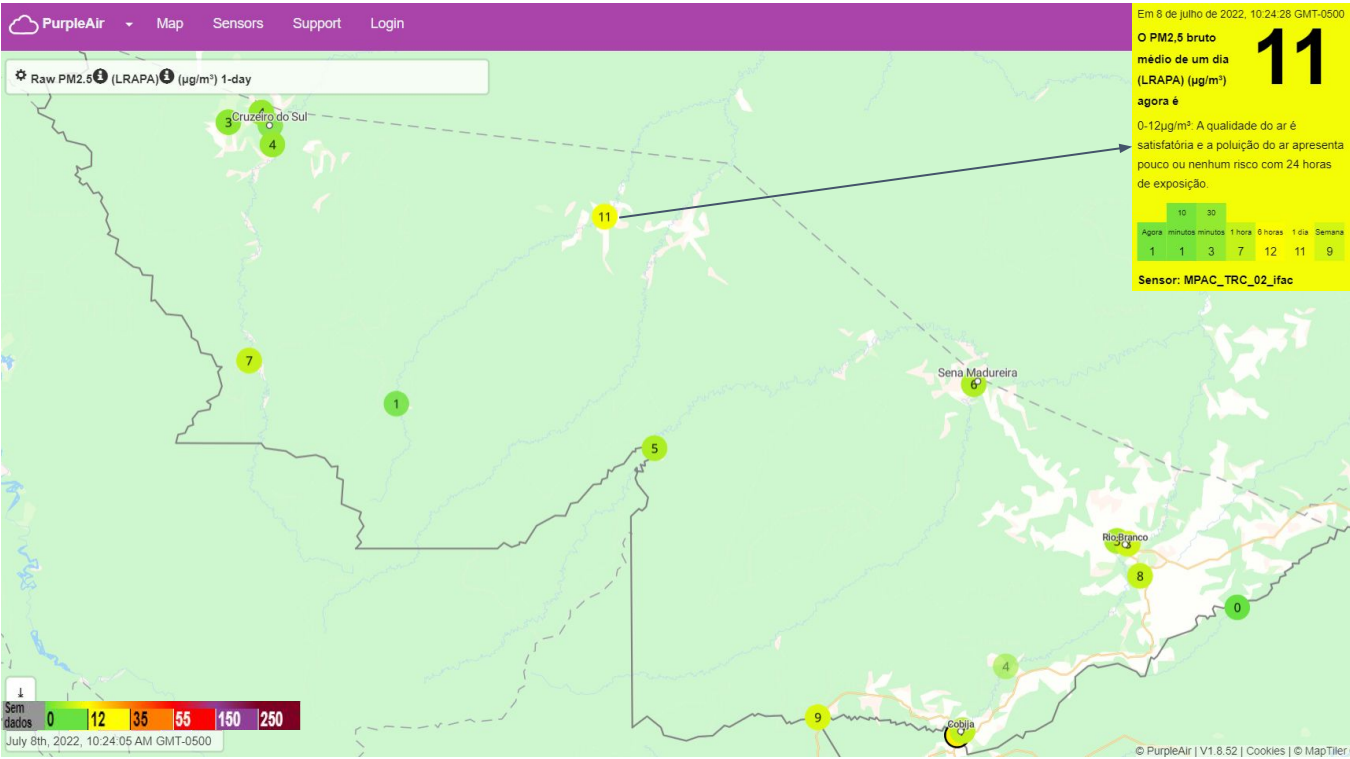 PurpleAir Map Sensors Support Login
Raw PM2.5 (LRAPA) (µg/m³) 1-day
Em 8 de julho de 2022, 10:24:28 GMT-0500
O PM2,5 bruto
médio de um dia
(LRAPA) (µg/m³)
agora é
11
0-12µg/m³: A qualidade do ar é
satisfatória e a poluição do ar apresenta
pouco ou nenhum risco com 24 horas
de exposição.
10 30
Agora minutos minutos 1 hora 6 horas 1 dia Semana
1 1 3 7 12 11 9
Sensor: MPAC_TRC_02_ifac
4
3
Cruzeiro do Sul
4
11
7
Sena Madureira
6
1
5
Rio Branco
8
0
4
9
Cobija
Sem
dados 0 12 35 55 150 250
July 8th, 2022, 10:24:05 AM GMT-0500
© PurpleAir | V1.8.52 | Cookies | © MapTiler